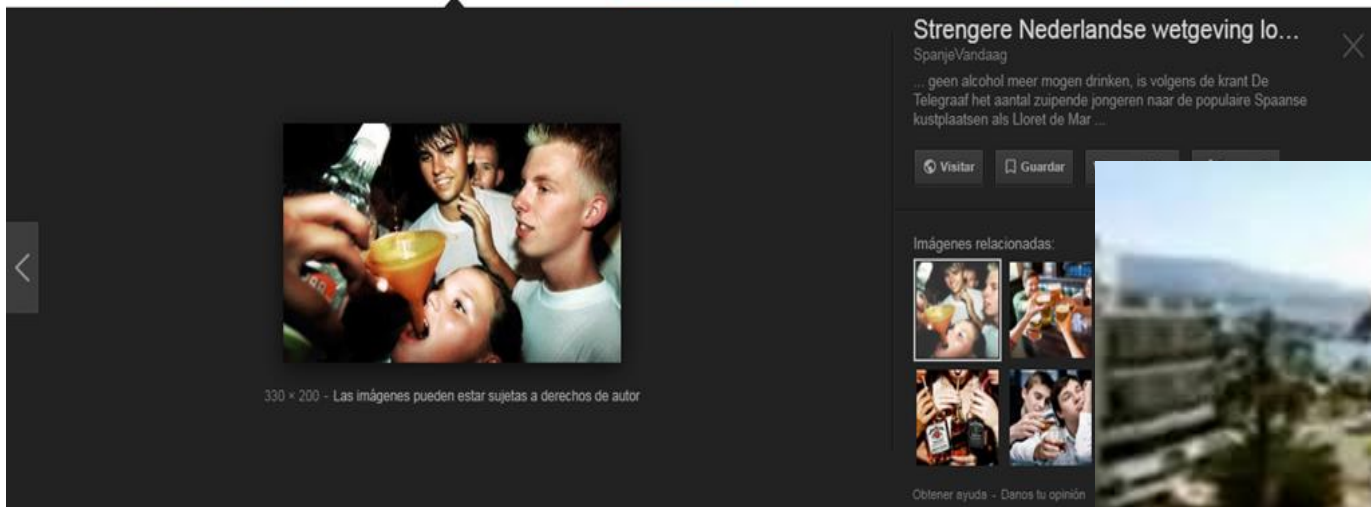 Strengere Nederlandse wetgeving lo...
SpanjeVandaag
... geen alcohol meer mogen drinken, is volgens de krant De
Telegraaf het aantal zuipende jongeren naar de populaire Spaanse
kustplaatsen als Lloret de Mar ...
Visitar
Guardar
Imágenes relacionadas:
330 × 200 - Las imágenes pueden estar sujetas a derechos de autor
Obtener ayuda - Danos tu opinión